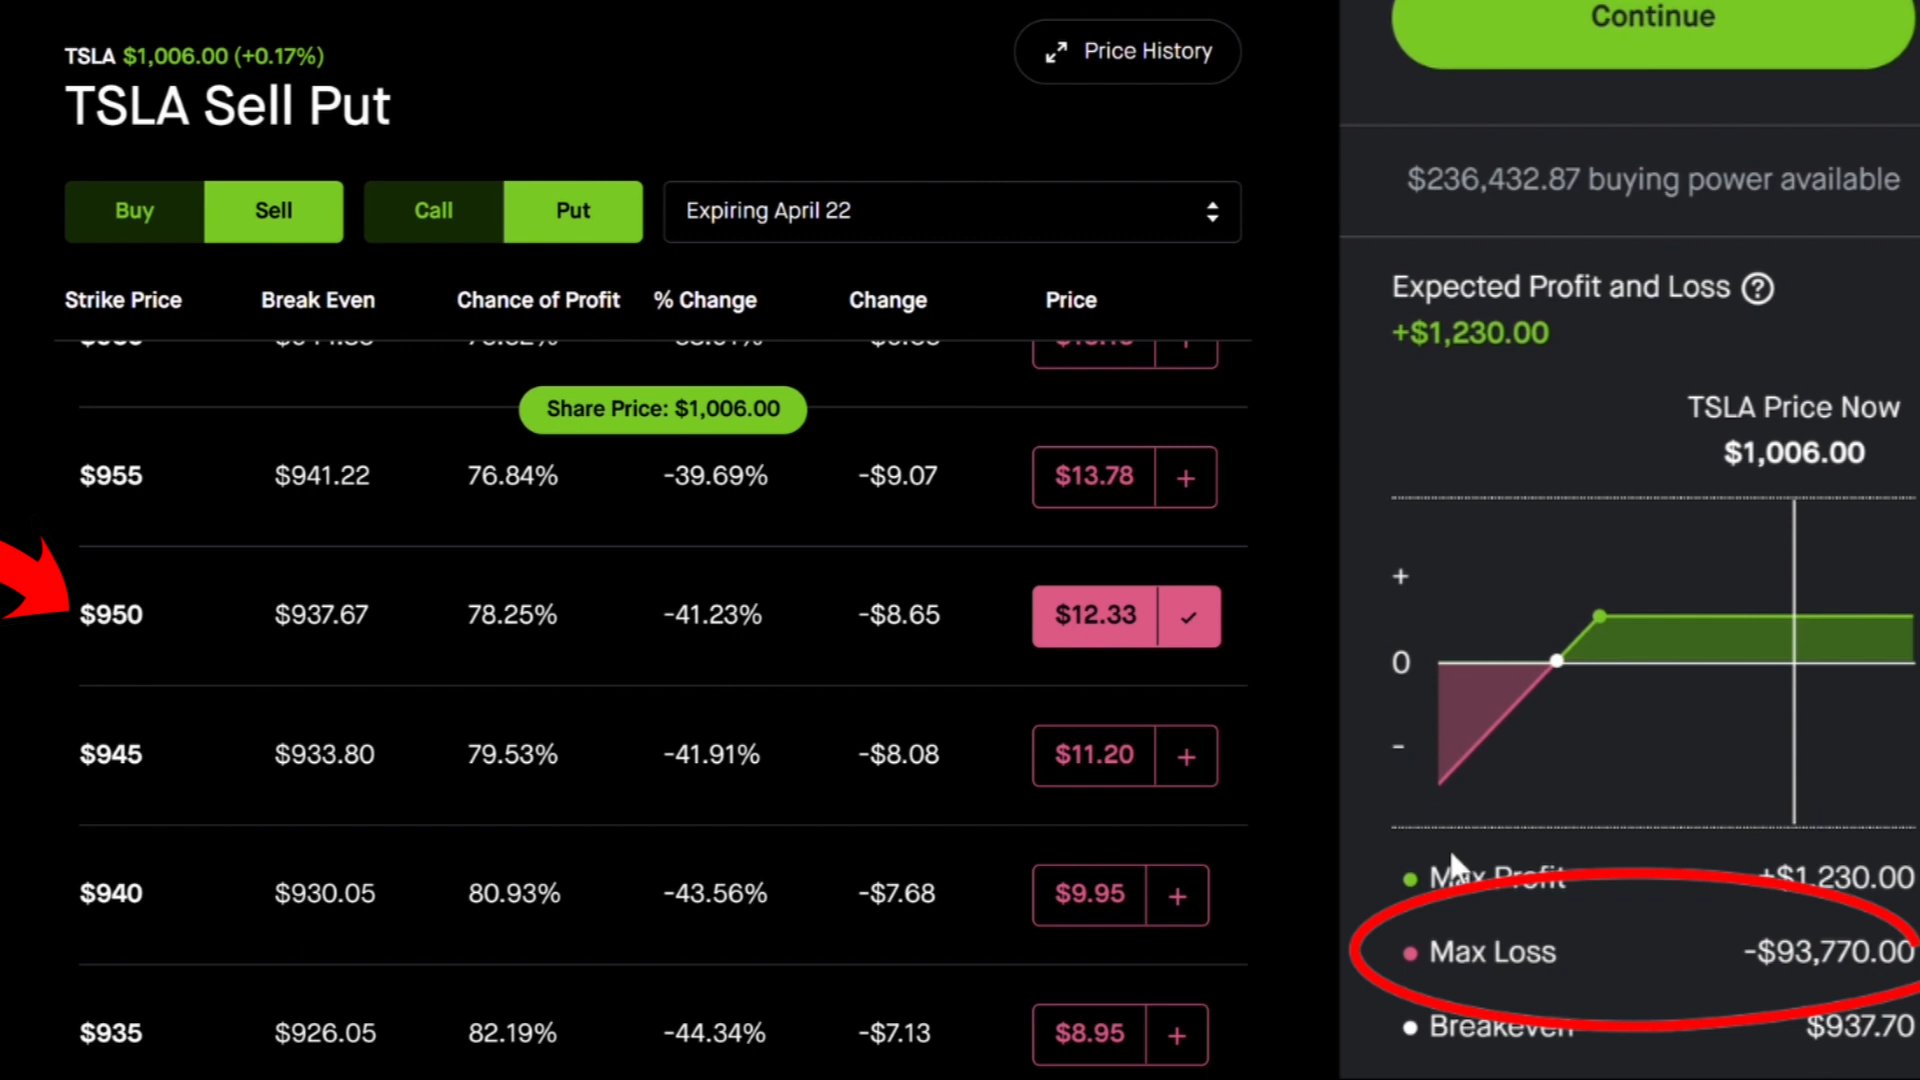 TSLA $1,006.00 (+0.17%)
TSLA Sell Put
Price History
Buy Sell Call Put Expiring April 22
Strike Price Break Even Chance of Profit % Change Change Price
Share Price: $1,006.00
$955 $941.22 76.84% -39.69% -$9.07 $13.78 +
$950 $937.67 78.25% -41.23% -$8.65 $12.33
$945 $933.80 79.53% -41.91% -$8.08 $11.20 +
$940 $930.05 80.93% -43.56% -$7.68 $9.95 +
$935 $926.05 82.19% -44.34% -$7.13 $8.95 +
Continue
$236,432.87 buying power available
Expected Profit and Loss ?
+$1,230.00
TSLA Price Now
$1,006.00
+
0
-
Max Profit +$1,230.00
Max Loss -$93,770.00
Breakeven $937.70